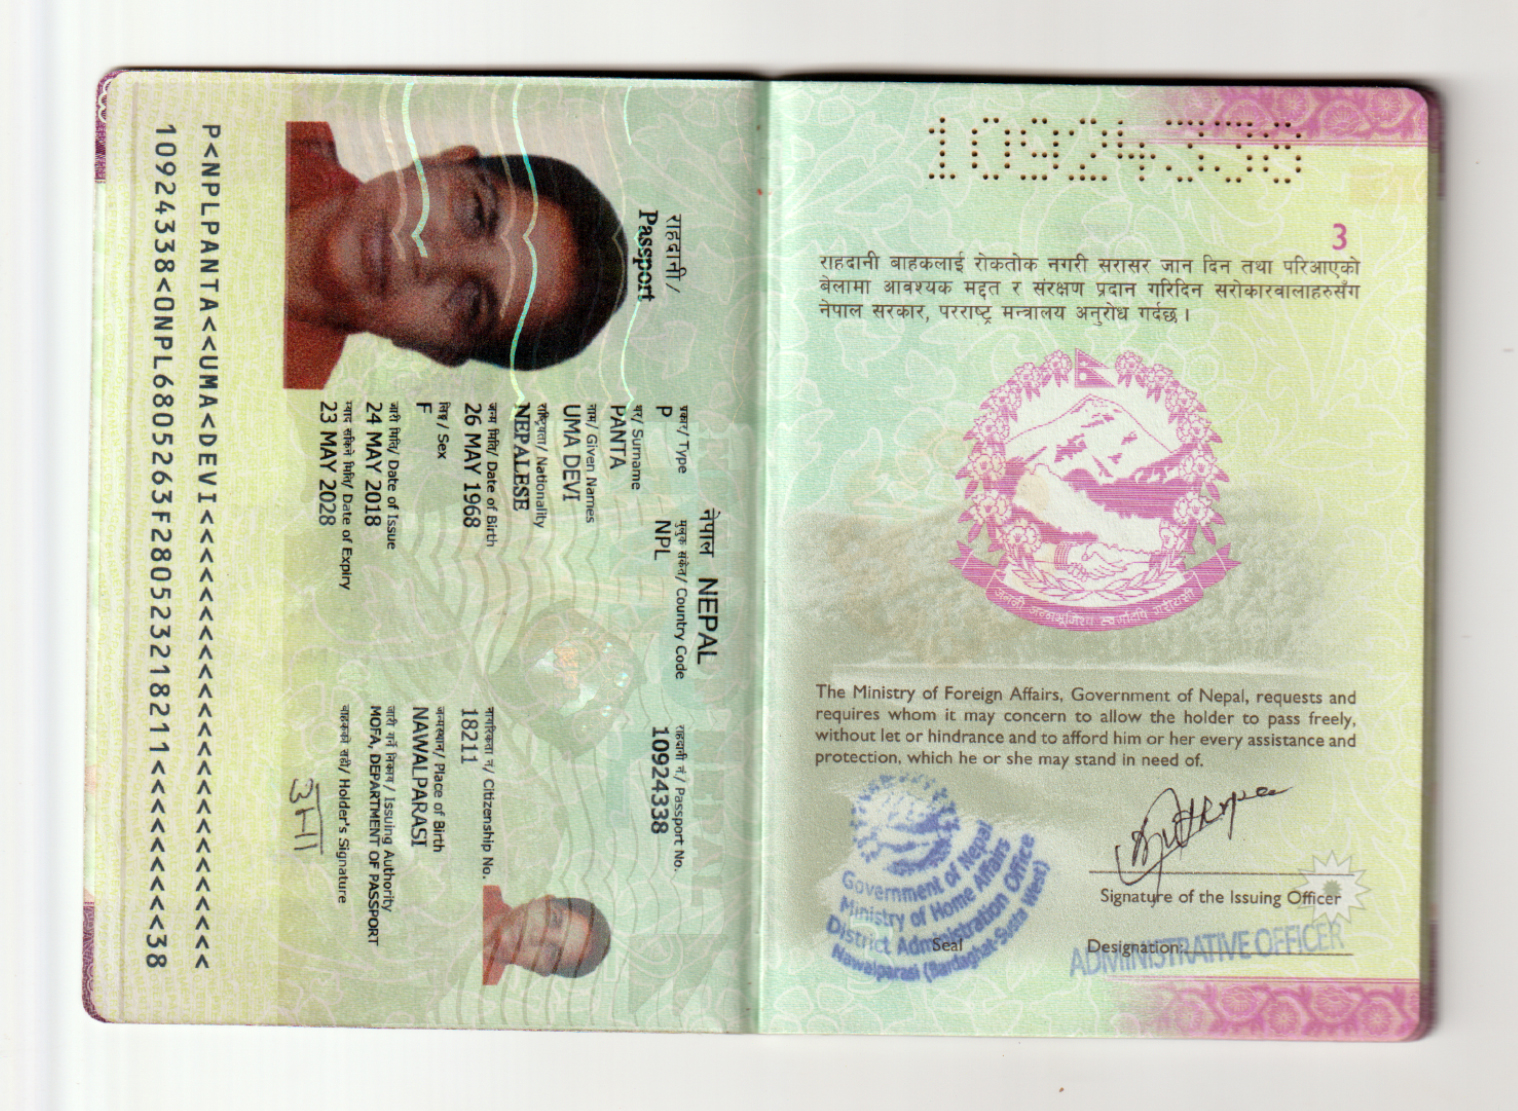 11092433
3
राहदानी बाहकलाई रोकतोक नगरी सरासर जान दिन तथा परिआएको
बेलामा आवश्यक मद्दत र संरक्षण प्रदान गरिदिन सरोकारवालाहरुसँग
नेपाल सरकार, परराष्ट्र मन्त्रालय अनुरोध गर्दछ ।
The Ministry of Foreign Affairs, Government of Nepal, requests and
requires whom it may concern to allow the holder to pass freely,
without let or hindrance and to afford him or her every assistance and
protection, which he or she may stand in need of.
Signature of the Issuing Officer
Designation:
ADMINISTRATIVE OFFICER
Seal
Government of Nepal
Ministry of Home Affairs
District Administration Office
Nawalparasi (Bardaghat-Susta West)
नेपाल NEPAL
राहदानी/
Passport
प्रकार/ Type
P
मुलुक संकेत/ Country Code
NPL
राहदानी नं/ Passport No.
10924338
थर/ Surname
PANTA
नाम/ Given Names
UMA DEVI
राष्ट्रियता/ Nationality
NEPALESE
जन्म मिति/ Date of Birth
26 MAY 1968
नागरिकता नं/ Citizenship No.
18211
लिङ्ग/ Sex
F
जन्मस्थान/ Place of Birth
NAWALPARASI
जारी मिति/ Date of Issue
24 MAY 2018
जारी गर्ने निकाय/ Issuing Authority
MOFA, DEPARTMENT OF PASSPORT
म्याद सकिने मिति/ Date of Expiry
23 MAY 2028
बाहकको सही/ Holder's Signature
उमा
P<NPLPANTA<<UMA<DEVI<<<<<<<<<<<<<<<<<<<<<<<<
10924338<0NPL6805263F280523218211<<<<<<<<<38